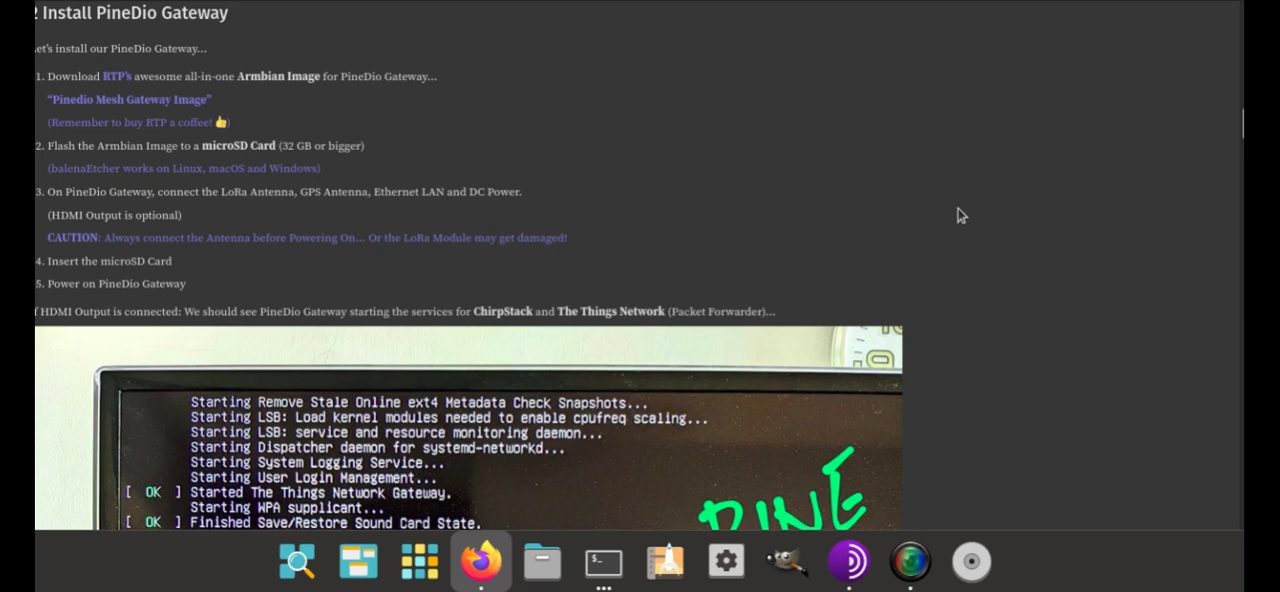 2 Install PineDio Gateway
et's install our PineDio Gateway...
1. Download RTP's awesome all-in-one Armbian Image for PineDio Gateway...
"Pinedio Mesh Gateway Image"
(Remember to buy RTP a coffee! 👍)
2. Flash the Armbian Image to a microSD Card (32 GB or bigger)
(balenaEtcher works on Linux, macOS and Windows)
3. On PineDio Gateway, connect the LoRa Antenna, GPS Antenna, Ethernet LAN and DC Power.
(HDMI Output is optional)
CAUTION: Always connect the Antenna before Powering On... Or the LoRa Module may get damaged!
4. Insert the microSD Card
5. Power on PineDio Gateway
f HDMI Output is connected: We should see PineDio Gateway starting the services for ChirpStack and The Things Network (Packet Forwarder)...
Starting Remove Stale Online ext4 Metadata Check Snapshots...
Starting LSB: Load kernel modules needed to enable cpufreq scaling...
Starting LSB: service and resource monitoring daemon...
Starting Dispatcher daemon for systemd-networkd...
Starting System Logging Service...
Starting User Login Management...
[ OK ] Started The Things Network Gateway.
Starting WPA supplicant...
[ OK ] Finished Save/Restore Sound Card State.
PINE
$_